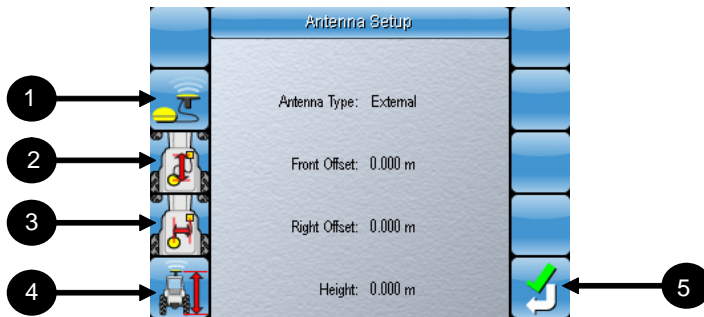 Antenna Setup
1
Antenna Type: External
2
Front Offset: 0.000 m
3
Right Offset: 0.000 m
4
Height: 0.000 m
5